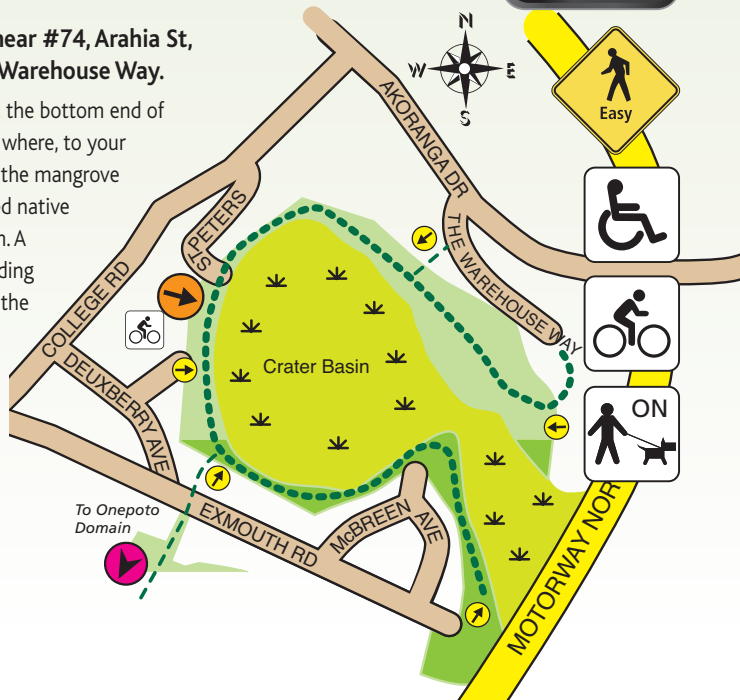 near #74, Arahia St,
Warehouse Way.
the bottom end of
where, to your
the mangrove
ed native
n. A
ding
the
N
W
E
S
Easy
AKORANGA DR
PETERS
ST
THE WAREHOUSE WAY
COLLEGE RD
DEUXBERRY AVE
Crater Basin
ON
To Onepoto
Domain
EXMOUTH RD
McBREEN
AVE
MOTORWAY NOR